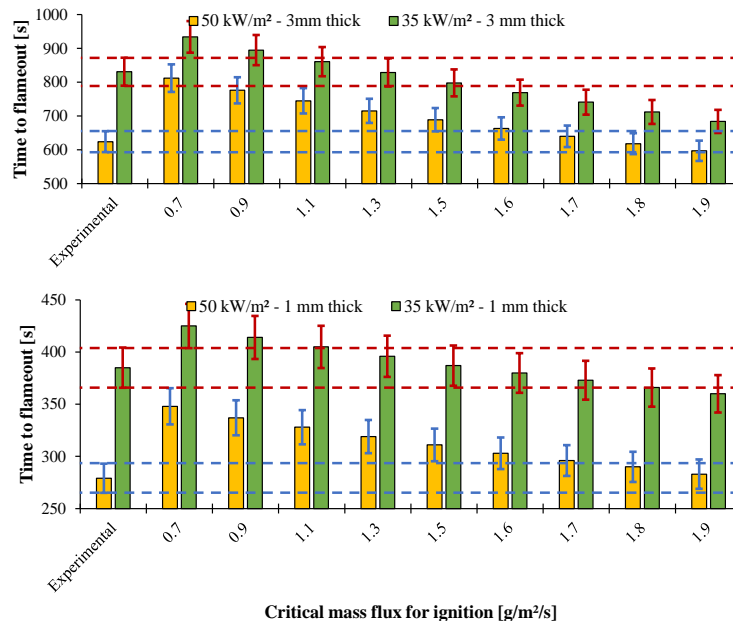 Time to flameout [s]
50 kW/m² - 3mm thick 35 kW/m² - 3 mm thick
1000
900
800
700
600
500
Experimental 0.7 0.9 1.1 1.3 1.5 1.6 1.7 1.8 1.9
Time to flameout [s]
50 kW/m² - 1 mm thick 35 kW/m² - 1 mm thick
450
400
350
300
250
Experimental 0.7 0.9 1.1 1.3 1.5 1.6 1.7 1.8 1.9
Critical mass flux for ignition [g/m²/s]